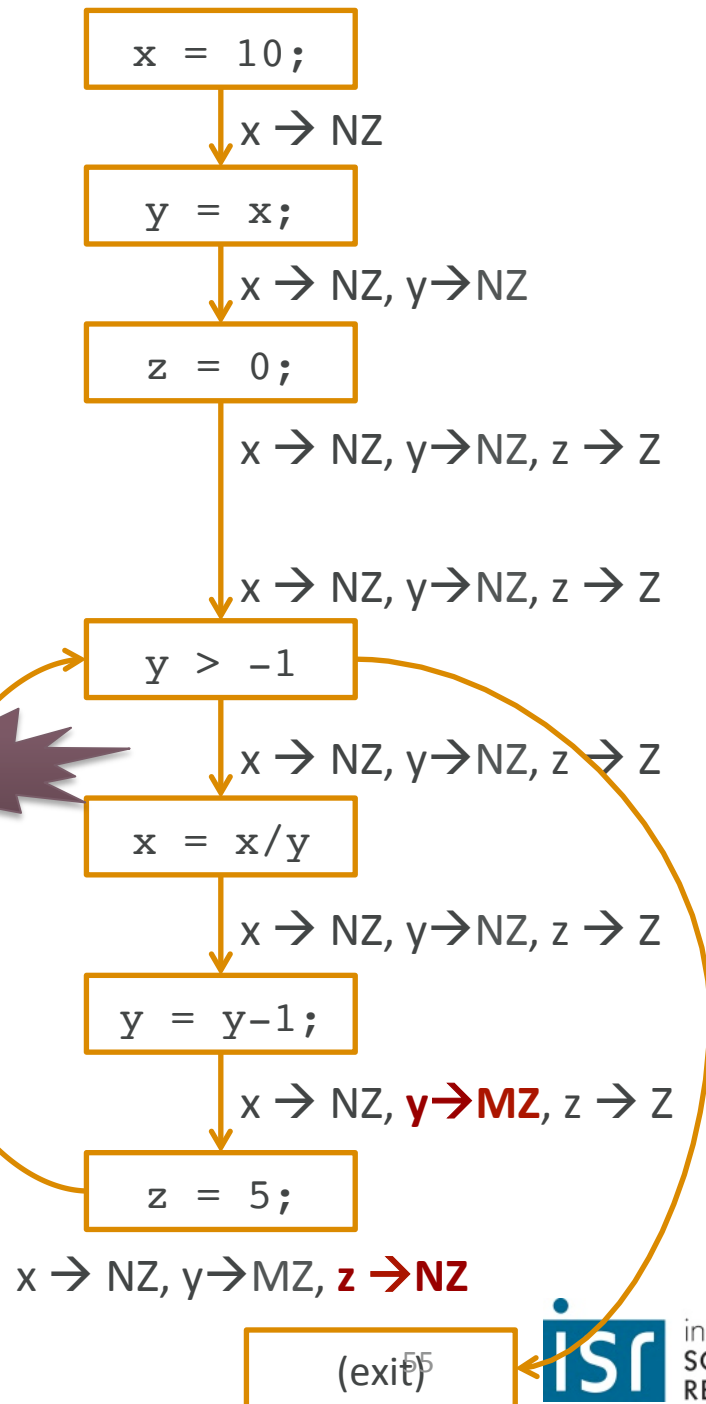 x = 10;
x → NZ
y = x;
x → NZ, y→NZ
z = 0;
x → NZ, y→NZ, z → Z
x → NZ, y→NZ, z → Z
y > -1
x → NZ, y→NZ, z → Z
x = x/y
x → NZ, y→NZ, z → Z
y = y-1;
x → NZ, y→MZ, z → Z
z = 5;
x → NZ, y→MZ, z →NZ
(exit)
55
isr